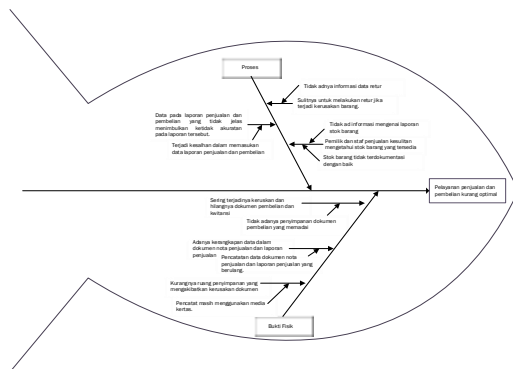 Proses
Tidak adnya informasi data retur
Sulitnya untuk melakukan retur jika
terjadi kerusakan barang.
Data pada laporan penjualan dan
pembelian yang tidak jelas
menimbulkan ketidak akuratan
pada laporan tersebut.
Terjadi kesalhan dalam memasukan
data laporan penjualan dan pembelian
Tidak ad informasi mengenai laporan
stok barang
Pemilik dan staf penjualan kesulitan
mengetahui stok barang yang tersedia
Stok barang tidak terdokumentasi
dengan baik
Pelayanan penjualan dan
pembelian kurang optimal
Sering terjadinya keruskan dan
hilangnya dokumen pembelian dan
kwitansi
Tidak adanya penyimpanan dokumen
pembelian yang memadai
Adanya kerangkapan data dalam
dokumen nota penjualan dan laporan
penjualan
Pencatatan data dokumen nota
penjualan dan laporan penjualan yang
berulang.
Kurangnya ruang penyimpanan yang
mengakibatkan kerusakan dokumen
Pencatat masih menggunakan media
kertas.
Bukti Fisik